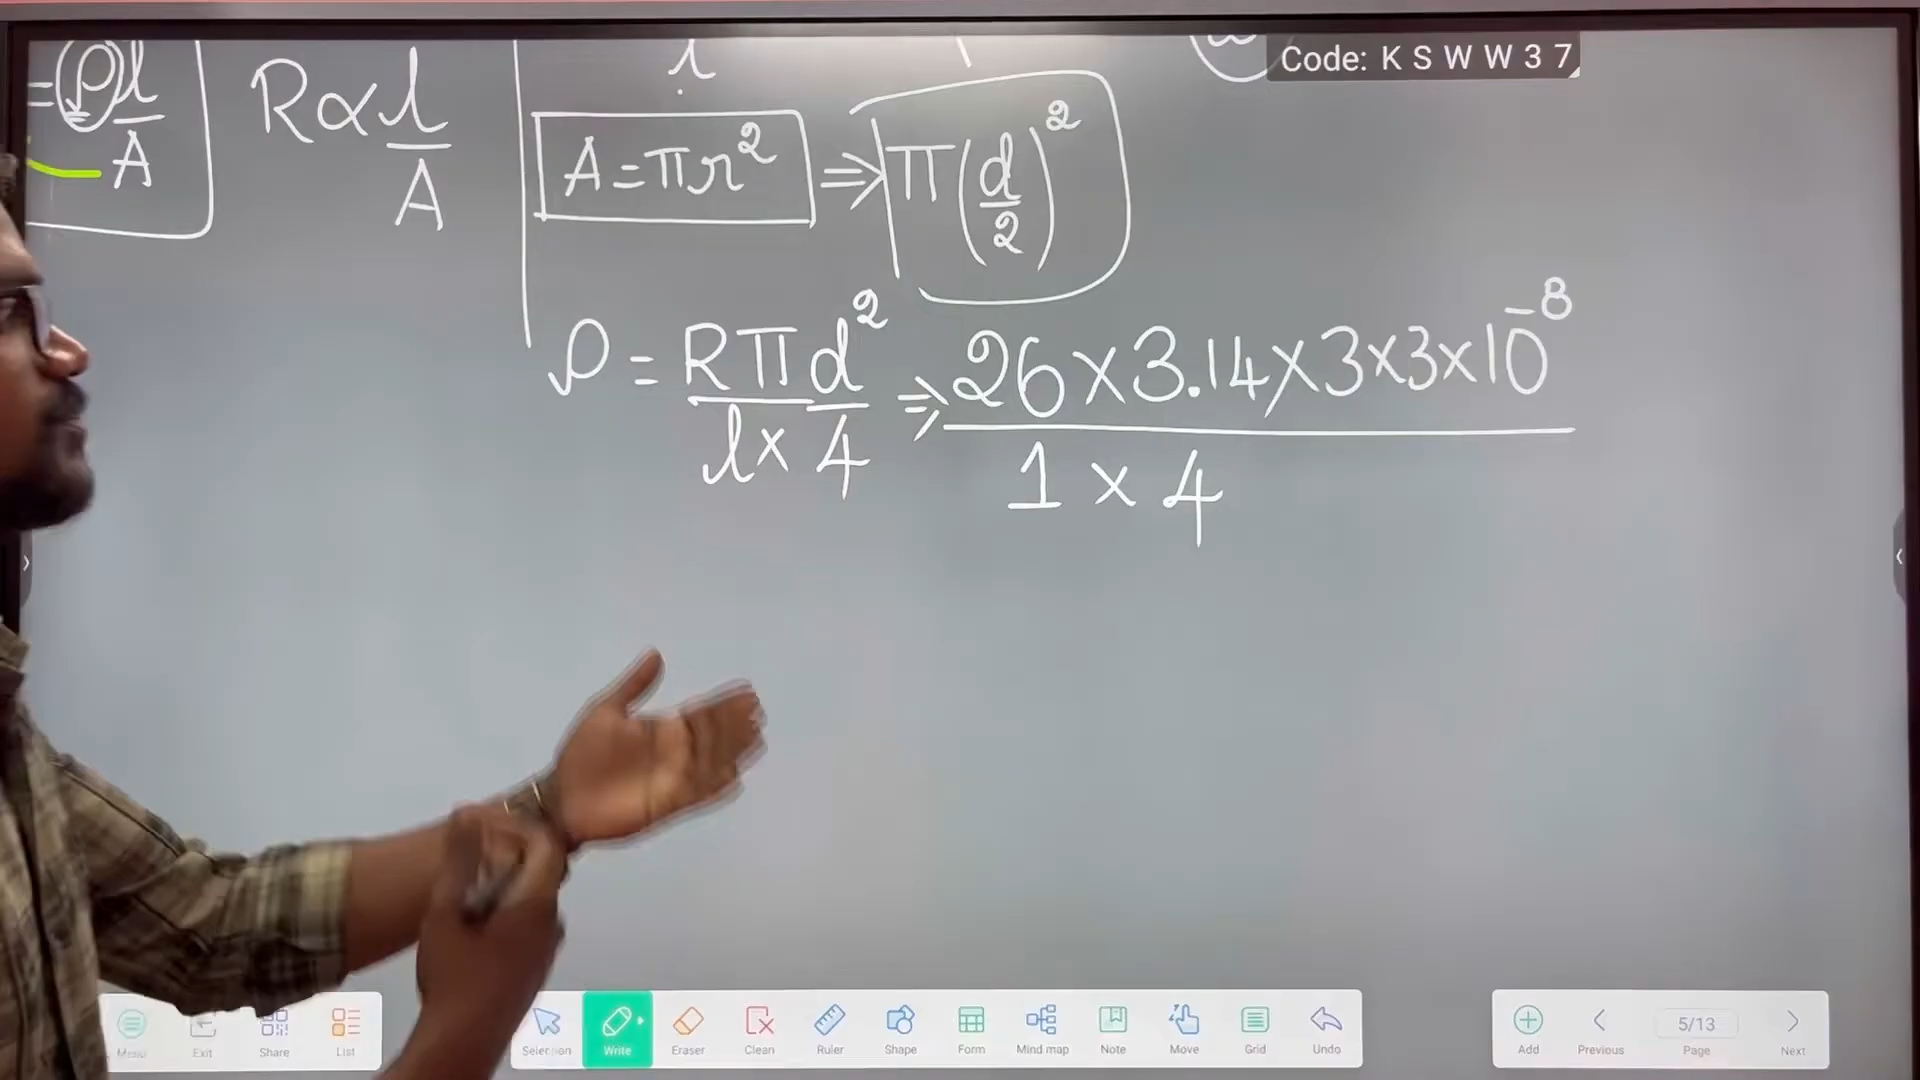 Code: K S W W 3 7
= ρl/A R ∝ l/A
A = πr² ⇒ π(d/2)²
ρ = Rπd²/l×4 ⇒ 26×3.14×3×3×10⁻⁸/1×4
Menu Exit Share List Selection Write Eraser Clean Ruler Shape Form Mind map Note Move Grid Undo Add Previous 5/13 Page Next